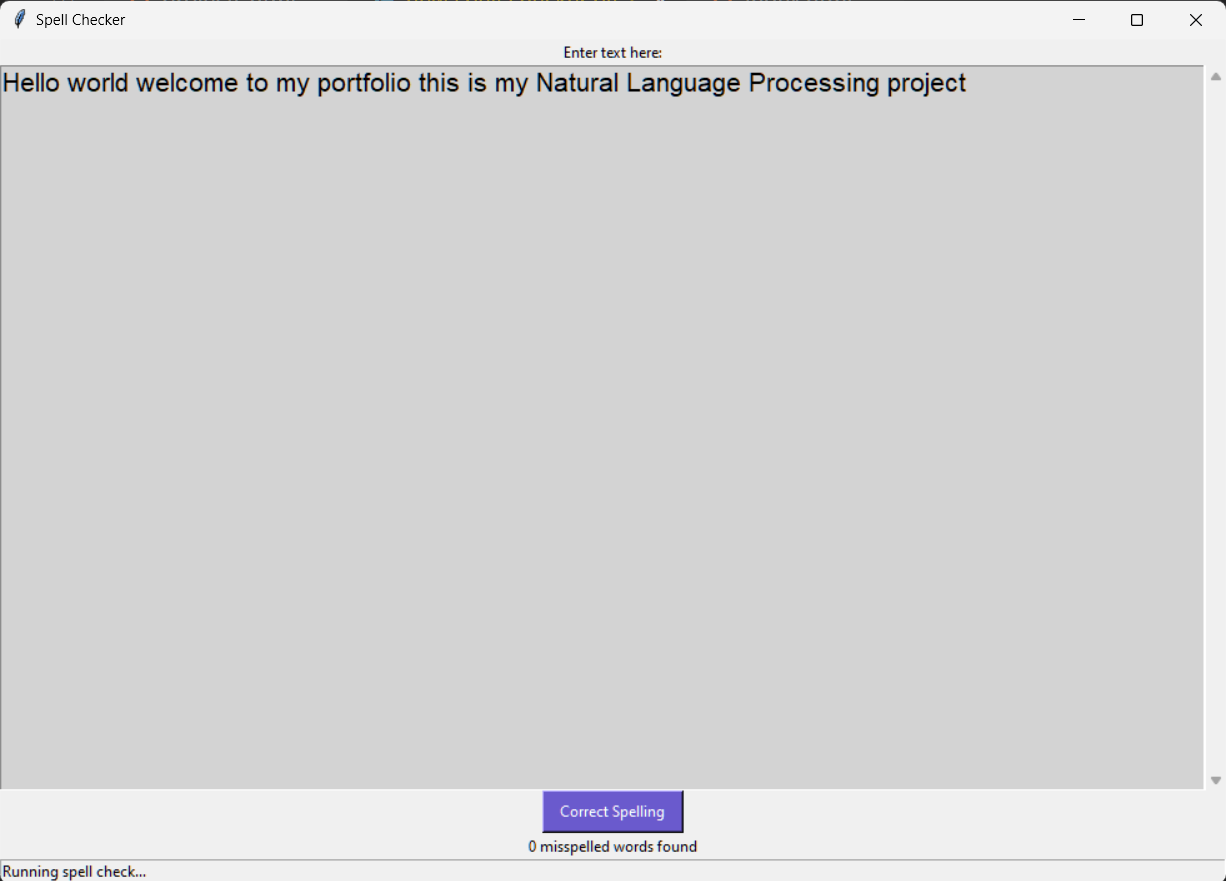 Spell Checker
Enter text here:
Hello world welcome to my portfolio this is my Natural Language Processing project
Correct Spelling
0 misspelled words found
Running spell check...